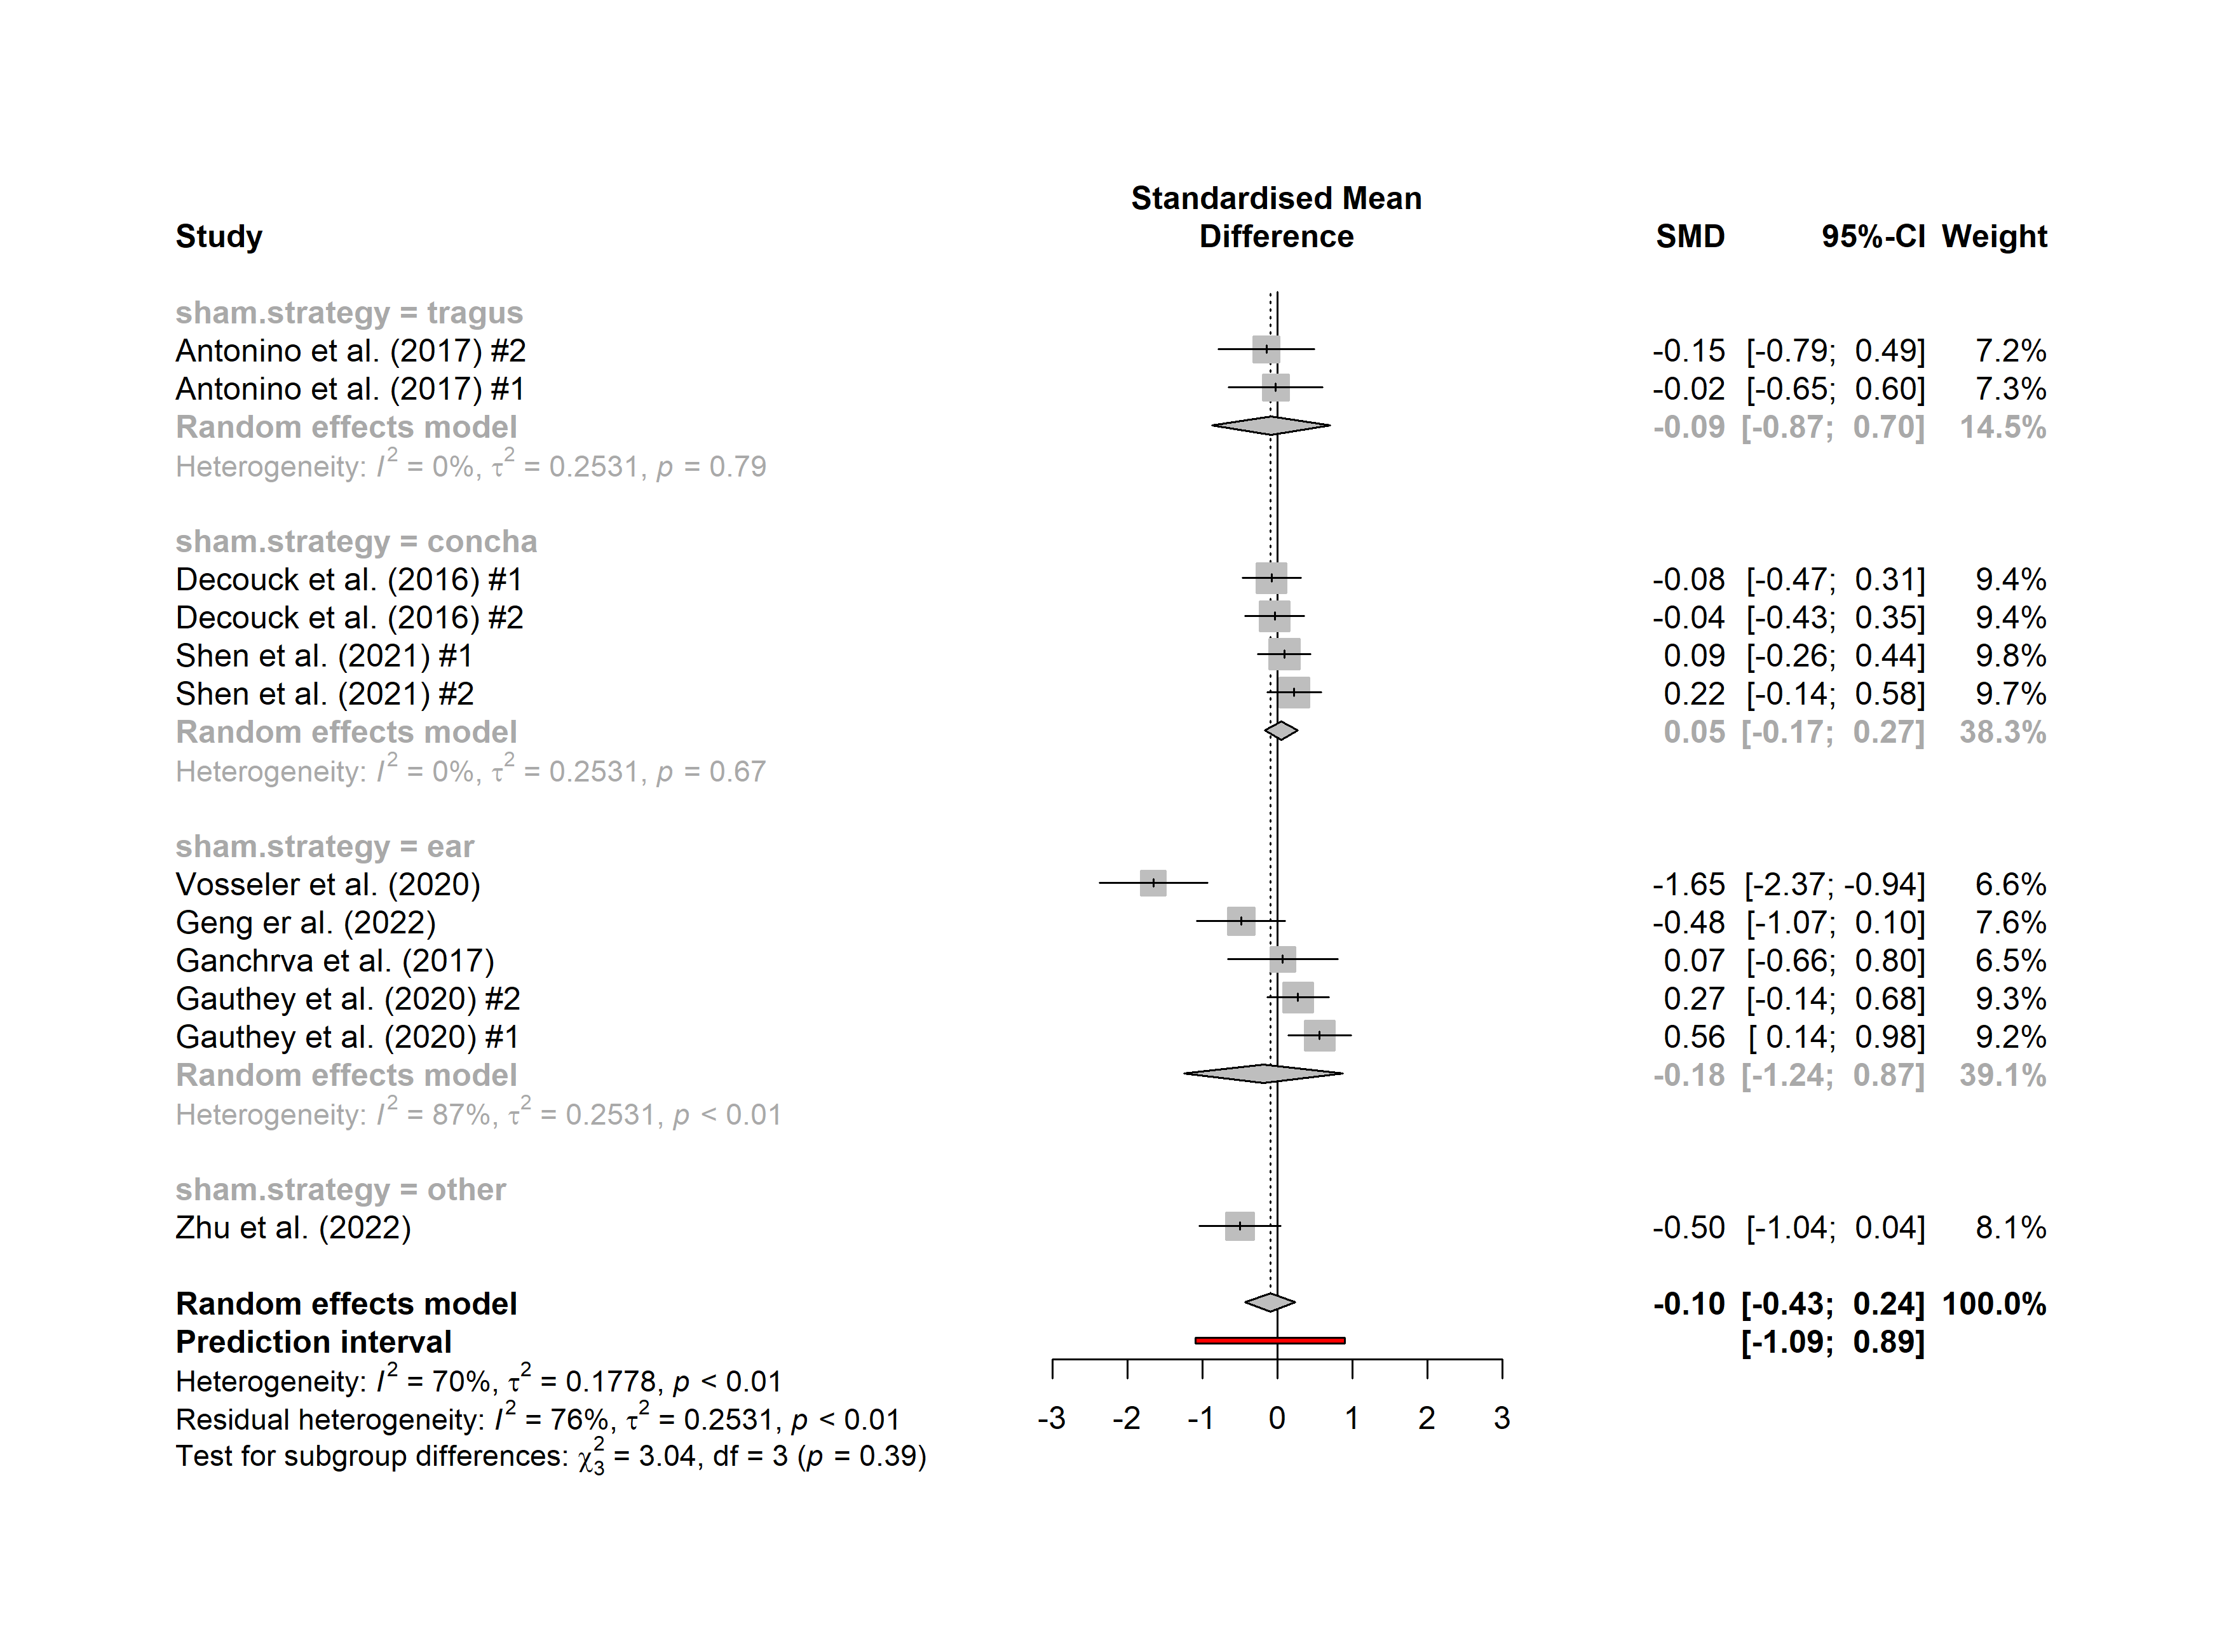 Standardised Mean
Study Difference SMD 95%-CI Weight
sham.strategy = tragus
Antonino et al. (2017) #2 -0.15 [-0.79; 0.49] 7.2%
Antonino et al. (2017) #1 -0.02 [-0.65; 0.60] 7.3%
Random effects model -0.09 [-0.87; 0.70] 14.5%
Heterogeneity: I² = 0%, τ² = 0.2531, p = 0.79
sham.strategy = concha
Decouck et al. (2016) #1 -0.08 [-0.47; 0.31] 9.4%
Decouck et al. (2016) #2 -0.04 [-0.43; 0.35] 9.4%
Shen et al. (2021) #1 0.09 [-0.26; 0.44] 9.8%
Shen et al. (2021) #2 0.22 [-0.14; 0.58] 9.7%
Random effects model 0.05 [-0.17; 0.27] 38.3%
Heterogeneity: I² = 0%, τ² = 0.2531, p = 0.67
sham.strategy = ear
Vosseler et al. (2020) -1.65 [-2.37; -0.94] 6.6%
Geng er al. (2022) -0.48 [-1.07; 0.10] 7.6%
Ganchrva et al. (2017) 0.07 [-0.66; 0.80] 6.5%
Gauthey et al. (2020) #2 0.27 [-0.14; 0.68] 9.3%
Gauthey et al. (2020) #1 0.56 [ 0.14; 0.98] 9.2%
Random effects model -0.18 [-1.24; 0.87] 39.1%
Heterogeneity: I² = 87%, τ² = 0.2531, p < 0.01
sham.strategy = other
Zhu et al. (2022) -0.50 [-1.04; 0.04] 8.1%
Random effects model -0.10 [-0.43; 0.24] 100.0%
Prediction interval [-1.09; 0.89]
Heterogeneity: I² = 70%, τ² = 0.1778, p < 0.01
Residual heterogeneity: I² = 76%, τ² = 0.2531, p < 0.01
-3 -2 -1 0 1 2 3
Test for subgroup differences: χ²₃ = 3.04, df = 3 (p = 0.39)